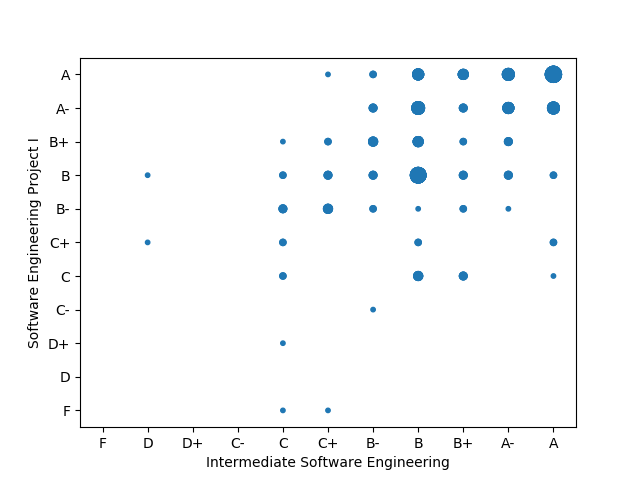 Software Engineering Project I
A
A-
B+
B
B-
C+
C
C-
D+
D
F
F D D+ C- C C+ B- B B+ A- A
Intermediate Software Engineering